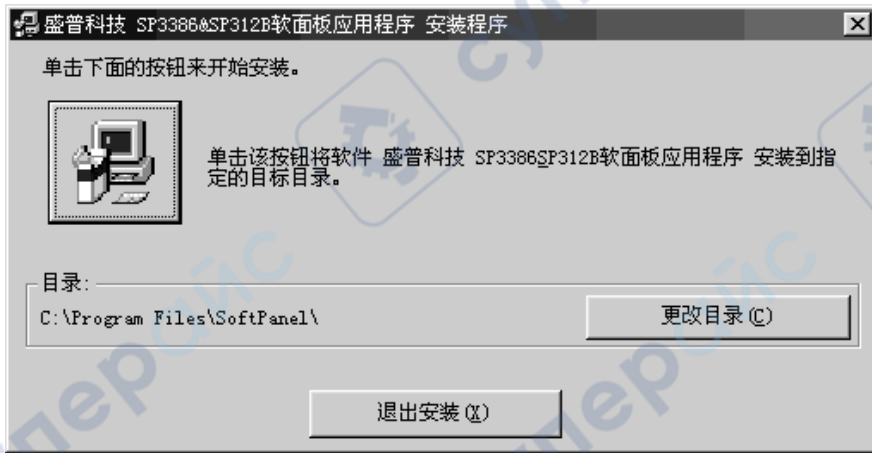 盛普科技 SP3386&SP312B软面板应用程序 安装程序
单击下面的按钮来开始安装。
单击该按钮将软件 盛普科技 SP3386SP312B软面板应用程序 安装到指
定的目标目录。
目录:
C:\Program Files\SoftPanel\
更改目录(C)
退出安装(X)
суперайс